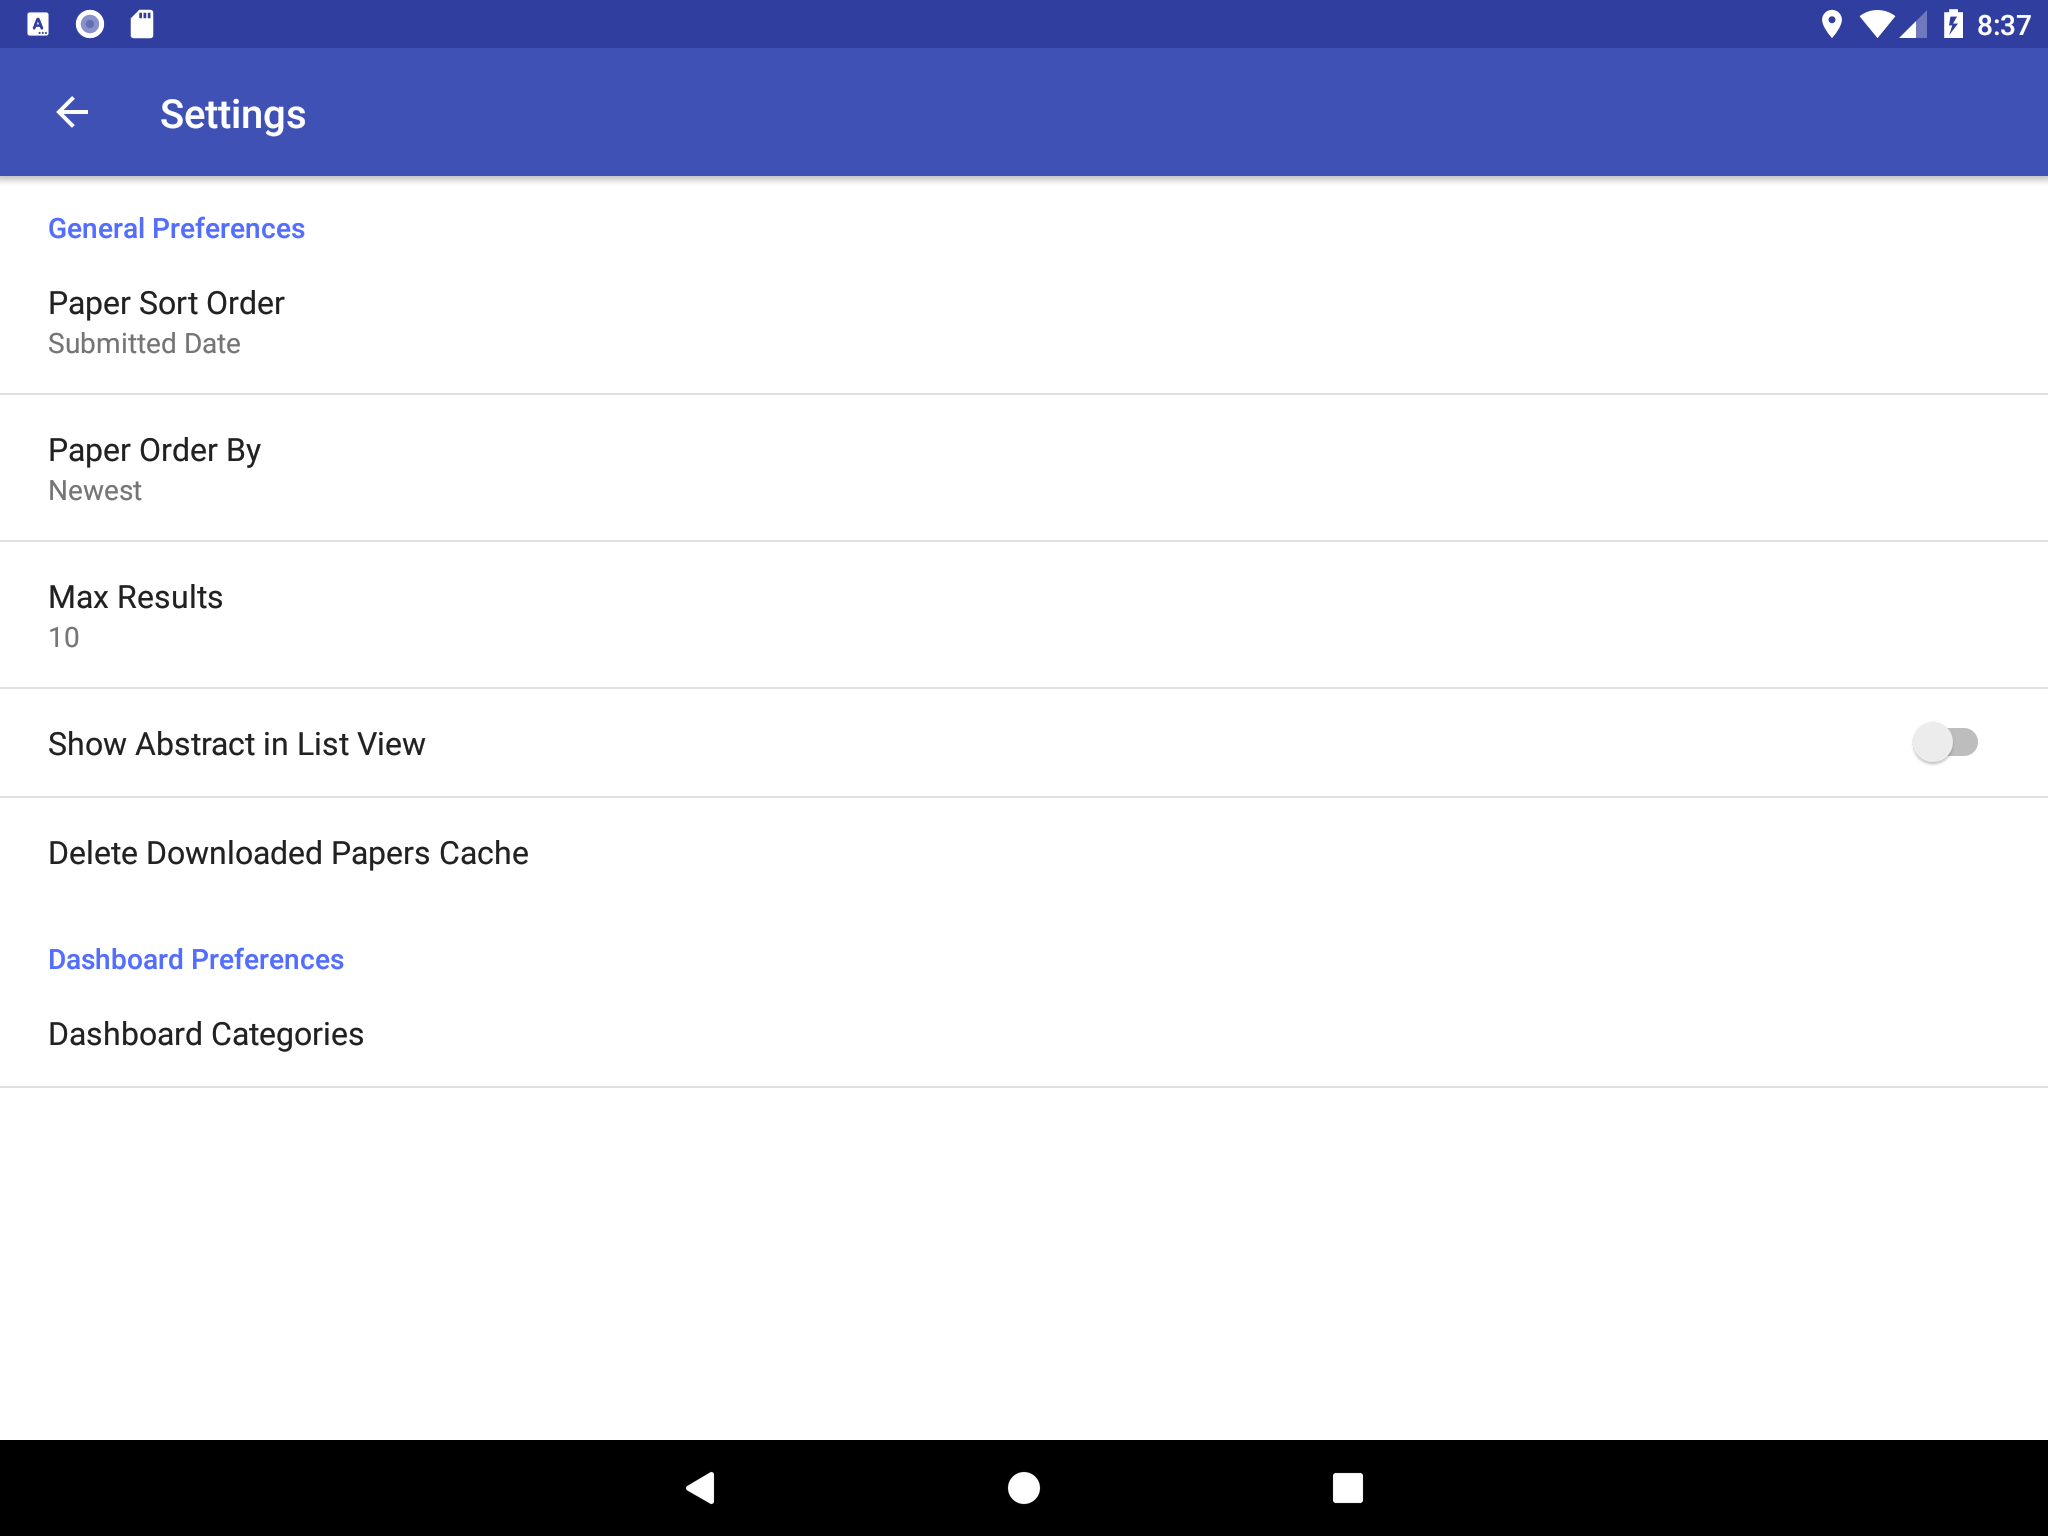 8:37
Settings
General Preferences
Paper Sort Order
Submitted Date
Paper Order By
Newest
Max Results
10
Show Abstract in List View
Delete Downloaded Papers Cache
Dashboard Preferences
Dashboard Categories